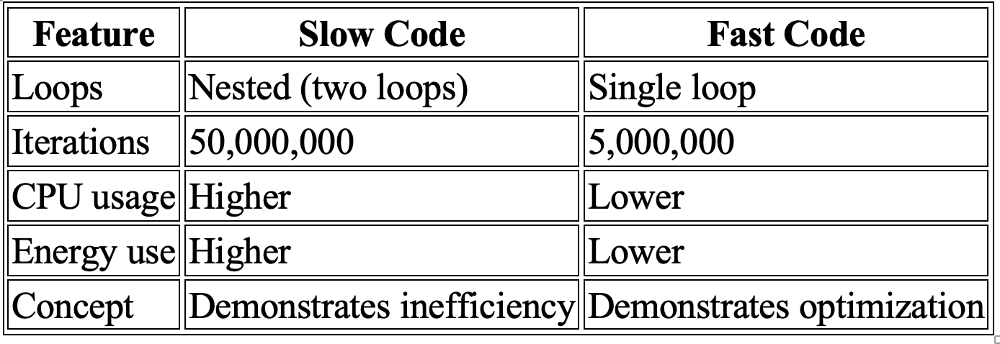 Feature Slow Code Fast Code
Loops Nested (two loops) Single loop
Iterations 50,000,000 5,000,000
CPU usage Higher Lower
Energy use Higher Lower
Concept Demonstrates inefficiency Demonstrates optimization